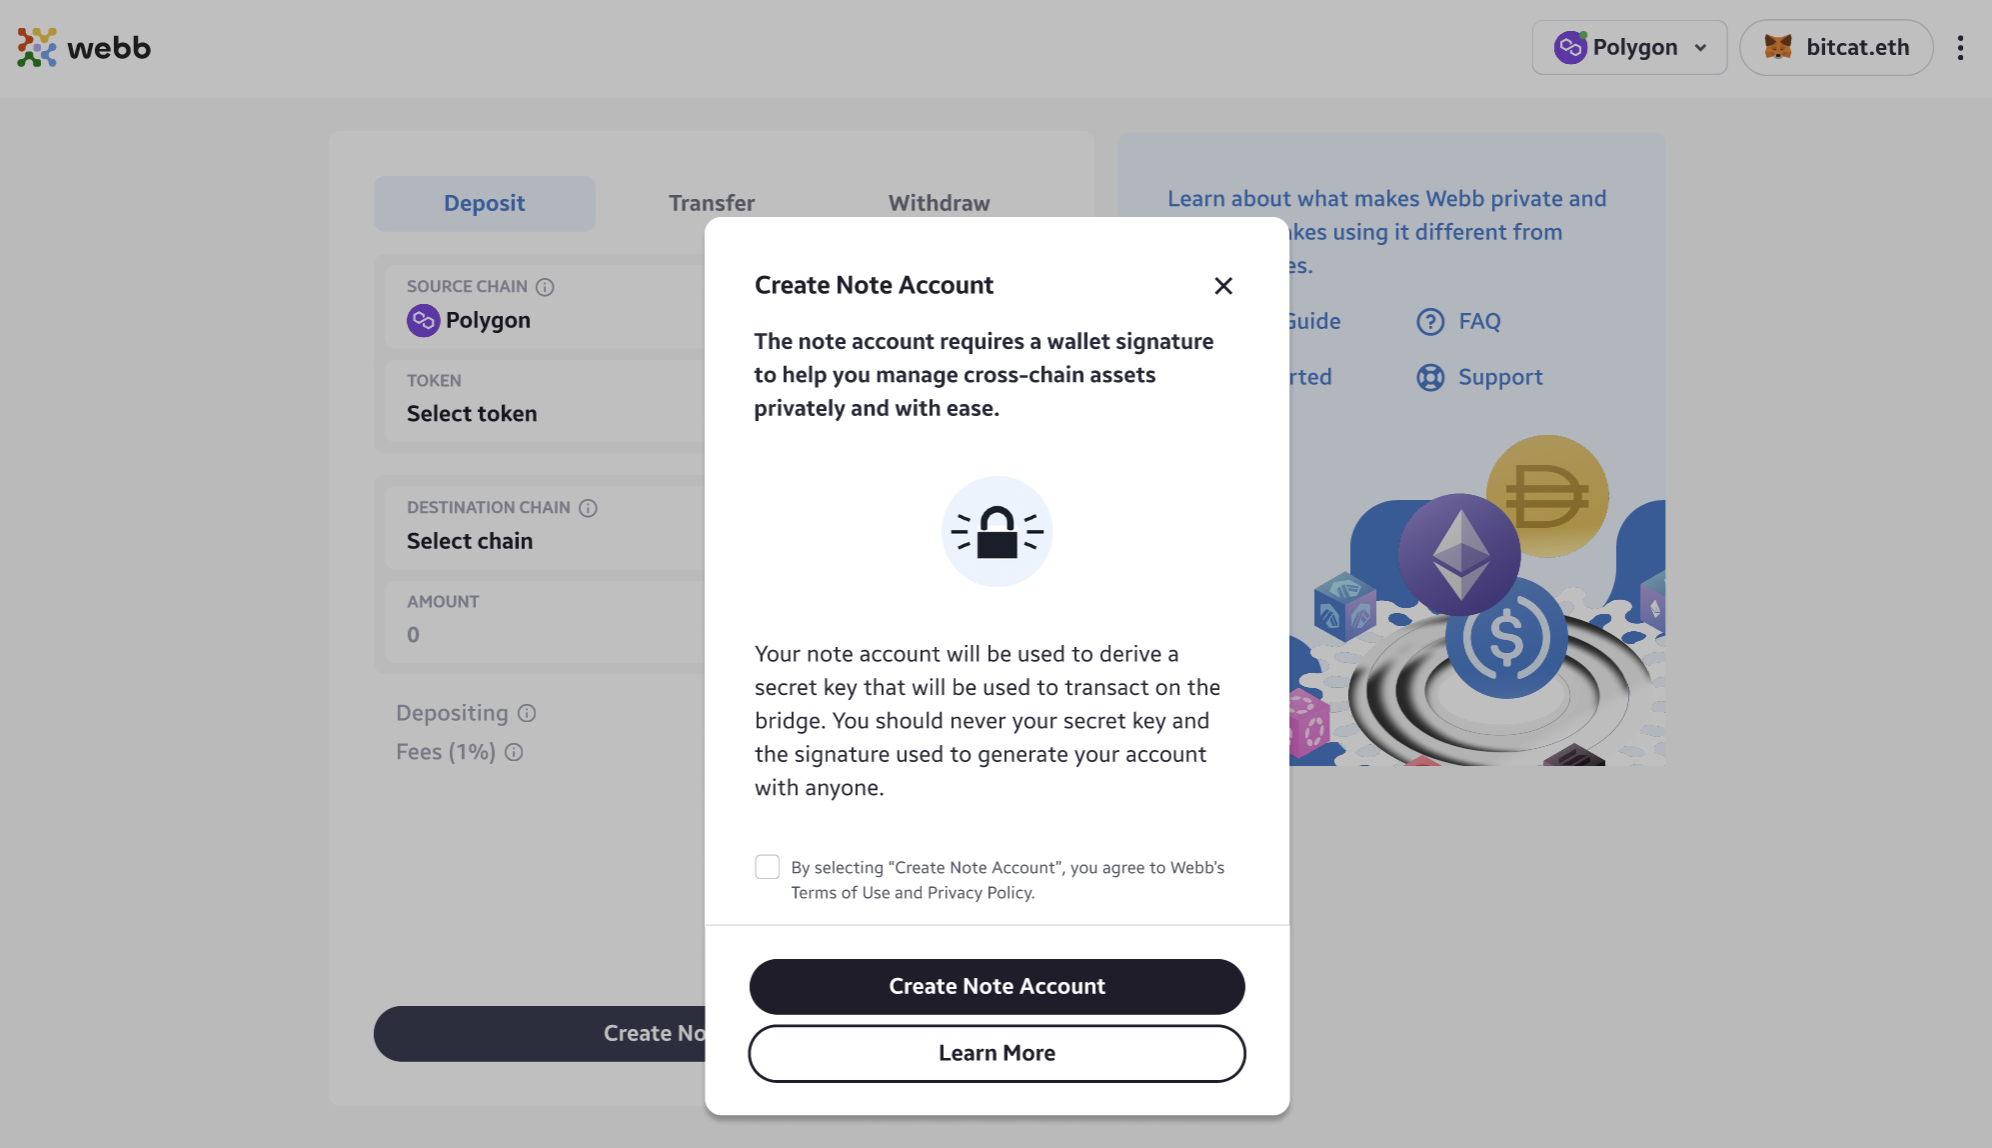 webb
Polygon
bitcat.eth
Deposit
Transfer
Withdraw
SOURCE CHAIN
Polygon
TOKEN
Select token
DESTINATION CHAIN
Select chain
AMOUNT
0
Depositing
Fees (1%)
Create No
Create Note Account
The note account requires a wallet signature
to help you manage cross-chain assets
privately and with ease.
Your note account will be used to derive a
secret key that will be used to transact on the
bridge. You should never your secret key and
the signature used to generate your account
with anyone.
By selecting “Create Note Account”, you agree to Webb's
Terms of Use and Privacy Policy.
Create Note Account
Learn More
Learn about what makes Webb private and
kes using it different from
es.
Guide
FAQ
rted
Support